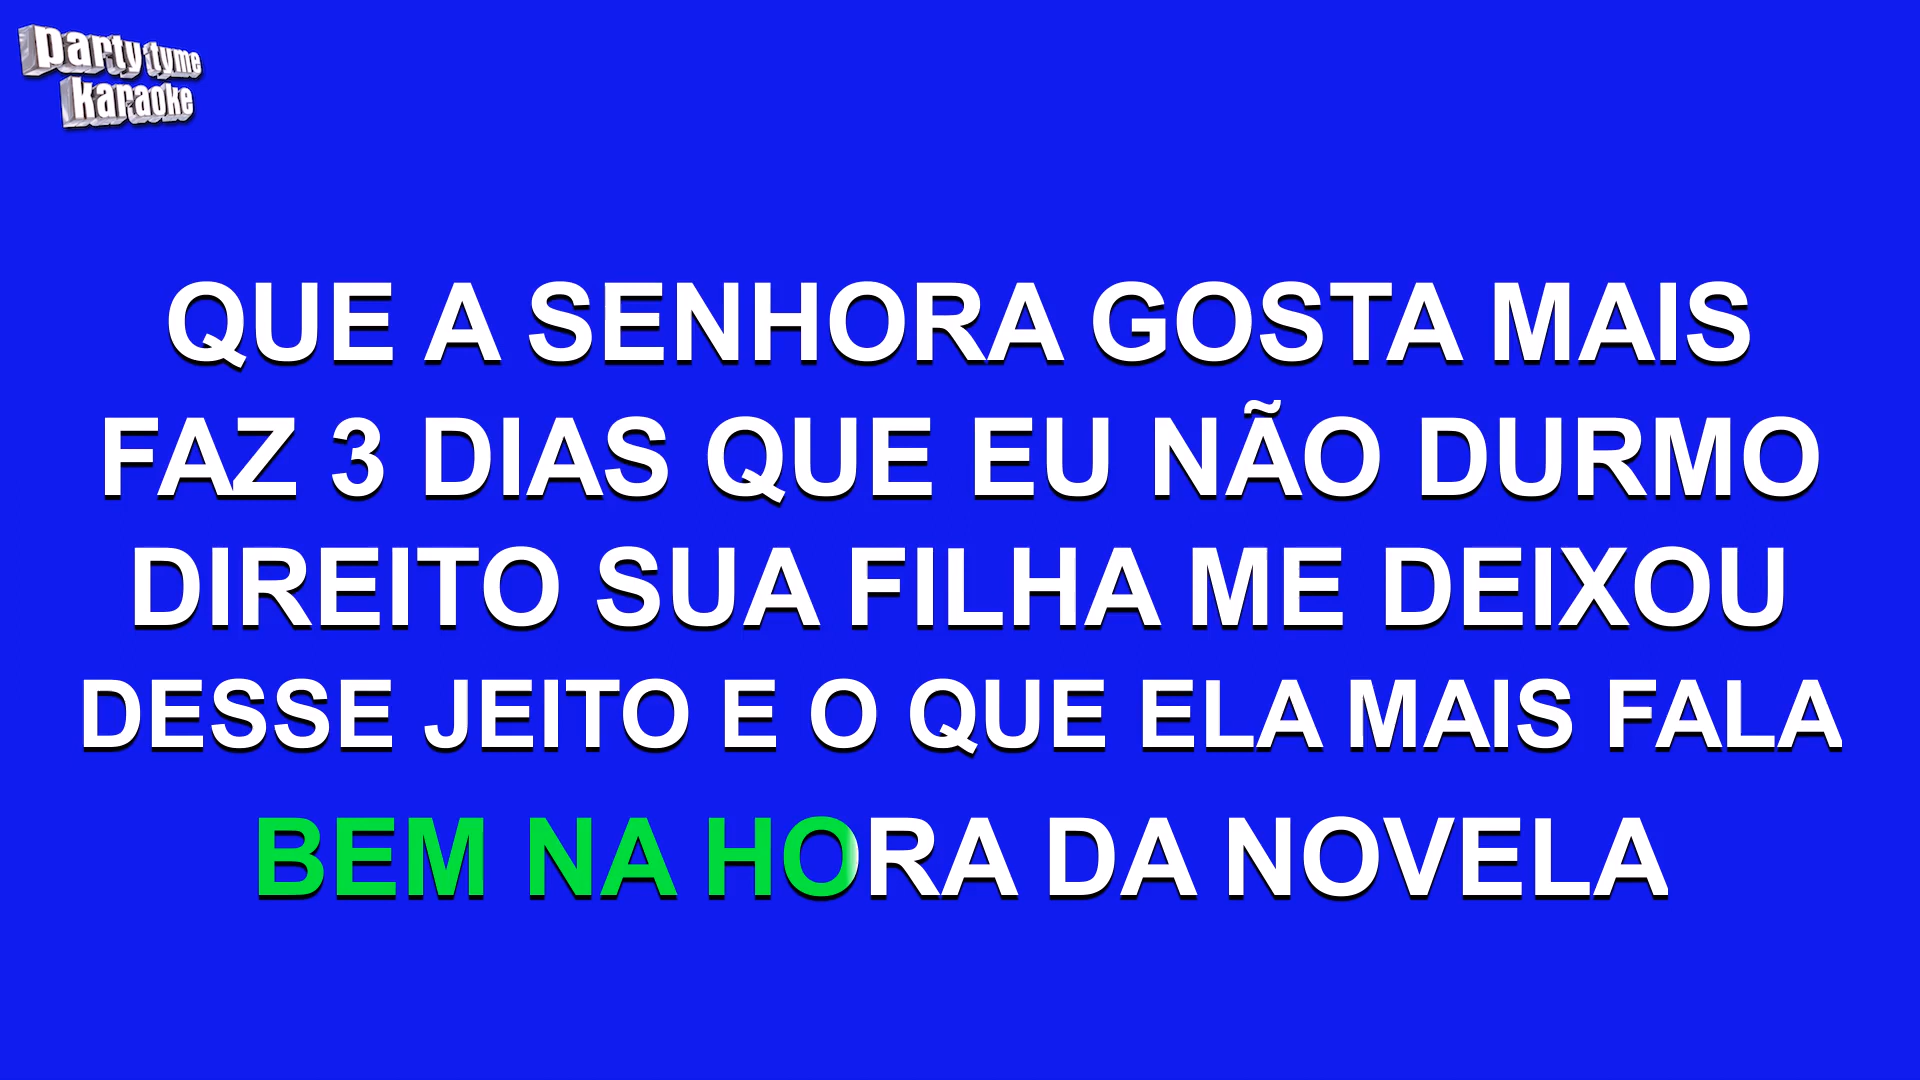 party tyme
karaoke
QUE A SENHORA GOSTA MAIS
FAZ 3 DIAS QUE EU NÃO DURMO
DIREITO SUA FILHA ME DEIXOU
DESSE JEITO E O QUE ELA MAIS FALA
BEM NA HORA DA NOVELA